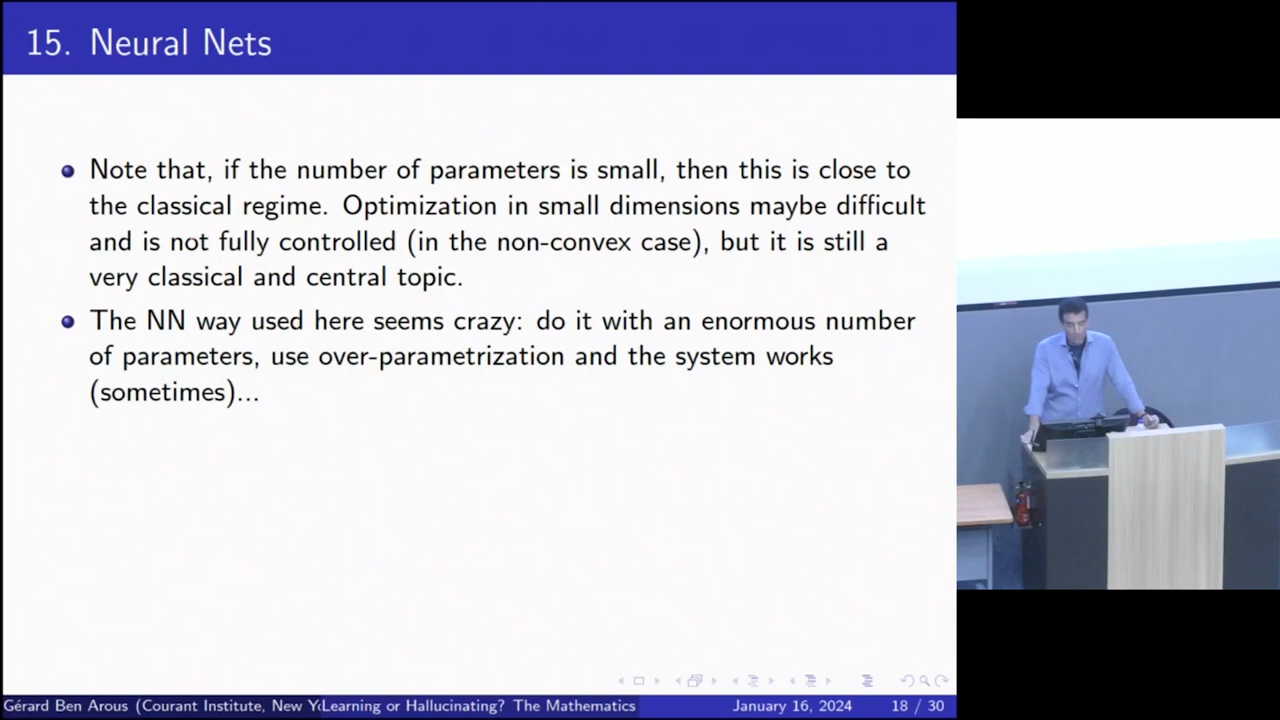 15. Neural Nets
Note that, if the number of parameters is small, then this is close to
the classical regime. Optimization in small dimensions maybe difficult
and is not fully controlled (in the non-convex case), but it is still a
very classical and central topic.
The NN way used here seems crazy: do it with an enormous number
of parameters, use over-parametrization and the system works
(sometimes)...
Gérard Ben Arous (Courant Institute, New Y
Learning or Hallucinating? The Mathematics
January 16, 2024
18 / 30